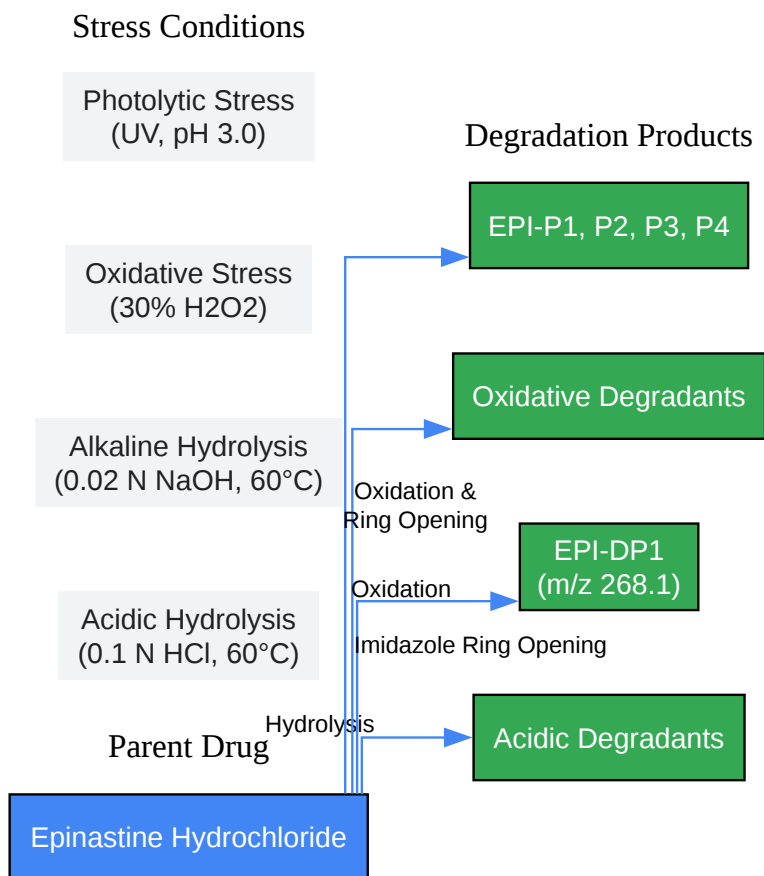 Stress Conditions
Photolytic Stress
(UV, pH 3.0)
Degradation Products
EPI-P1, P2, P3, P4
Oxidative Stress
(30% H2O2)
Oxidative Degradants
Alkaline Hydrolysis
(0.02 N NaOH, 60°C)
Oxidation &
Ring Opening
EPI-DP1
(m/z 268.1)
Oxidation
Acidic Hydrolysis
(0.1 N HCl, 60°C)
Imidazole Ring Opening
Hydrolysis
Acidic Degradants
Parent Drug
Epinastine Hydrochloride